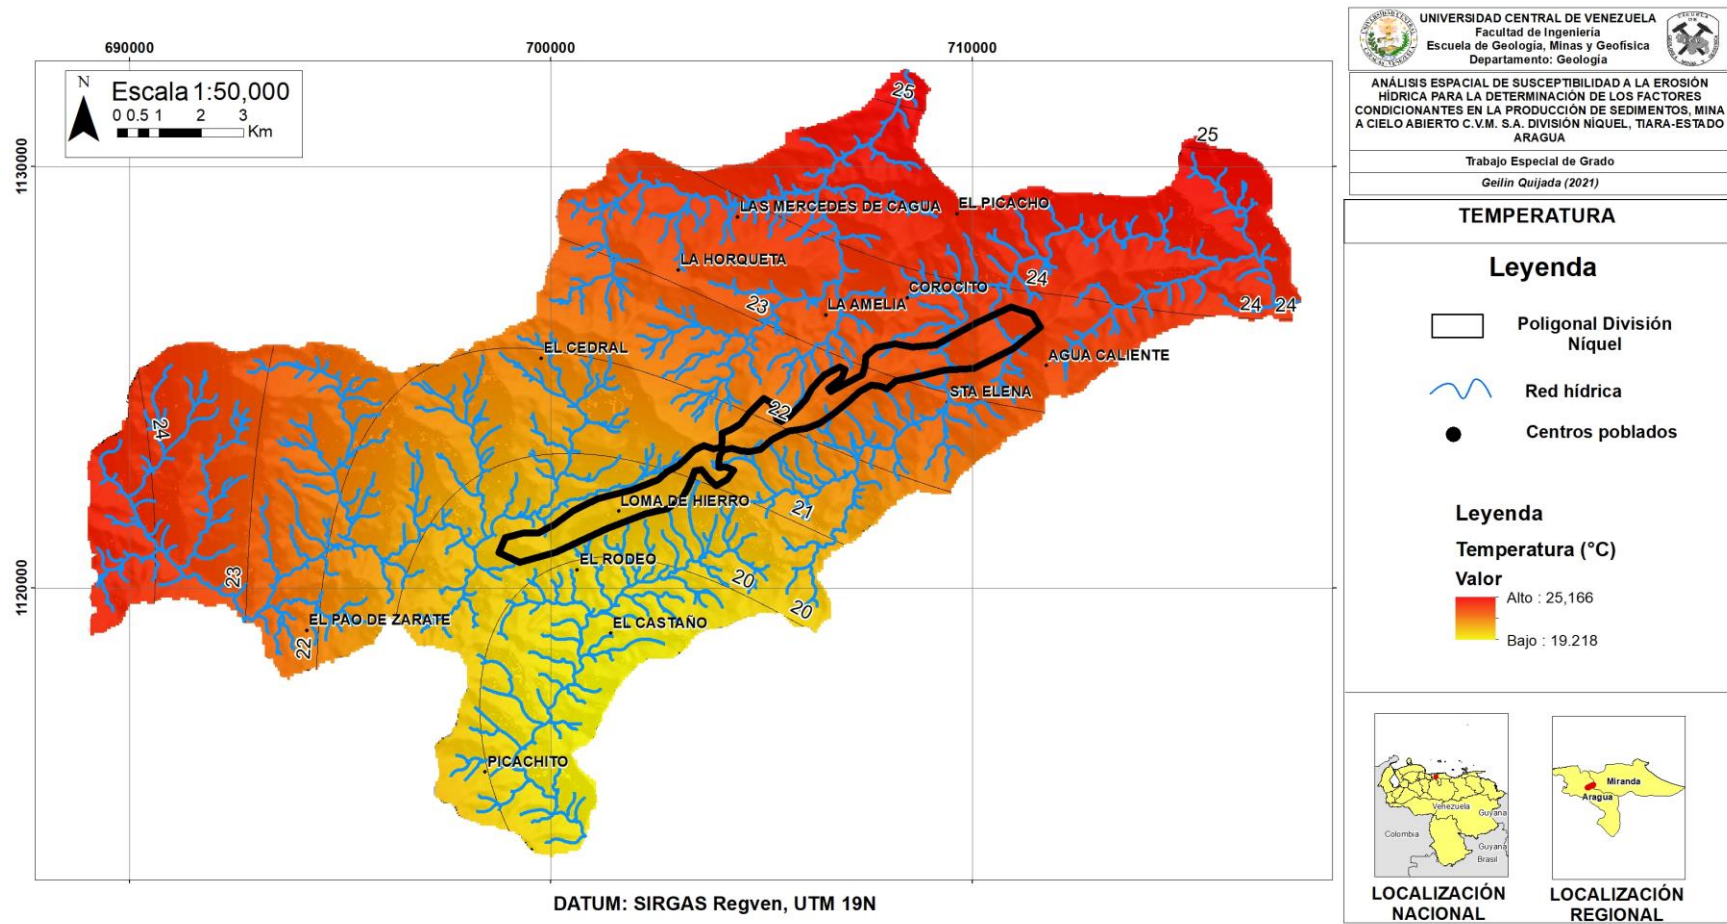 690000
700000
710000
1130000
1120000
N
Escala 1:50,000
0 0.5 1 2 3
Km
25
25
LAS MERCEDES DE CAGUA
EL PICACHO
LA HORQUETA
24
COROCITO
23
LA AMELIA
24
24
EL CEDRAL
AGUA CALIENTE
STA ELENA
22
24
LOMA DE HIERRO
21
EL RODEO
20
23
20
EL PAO DE ZARATE
EL CASTAÑO
22
PICACHITO
DATUM: SIRGAS Regven, UTM 19N
UNIVERSIDAD CENTRAL DE VENEZUELA
Facultad de Ingeniería
Escuela de Geología, Minas y Geofísica
Departamento: Geología
ANÁLISIS ESPACIAL DE SUSCEPTIBILIDAD A LA EROSIÓN
HÍDRICA PARA LA DETERMINACIÓN DE LOS FACTORES
CONDICIONANTES EN LA PRODUCCIÓN DE SEDIMENTOS, MINA
A CIELO ABIERTO C.V.M. S.A. DIVISIÓN NÍQUEL, TIARA-ESTADO
ARAGUA
Trabajo Especial de Grado
Geilin Quijada (2021)
TEMPERATURA
Leyenda
Poligonal División
Níquel
Red hídrica
Centros poblados
Leyenda
Temperatura (°C)
Valor
Alto : 25,166
Bajo : 19.218
Venezuela
Guyana
Colombia
Guyana
Brasil
LOCALIZACIÓN
NACIONAL
Miranda
Aragua
LOCALIZACIÓN
REGIONAL